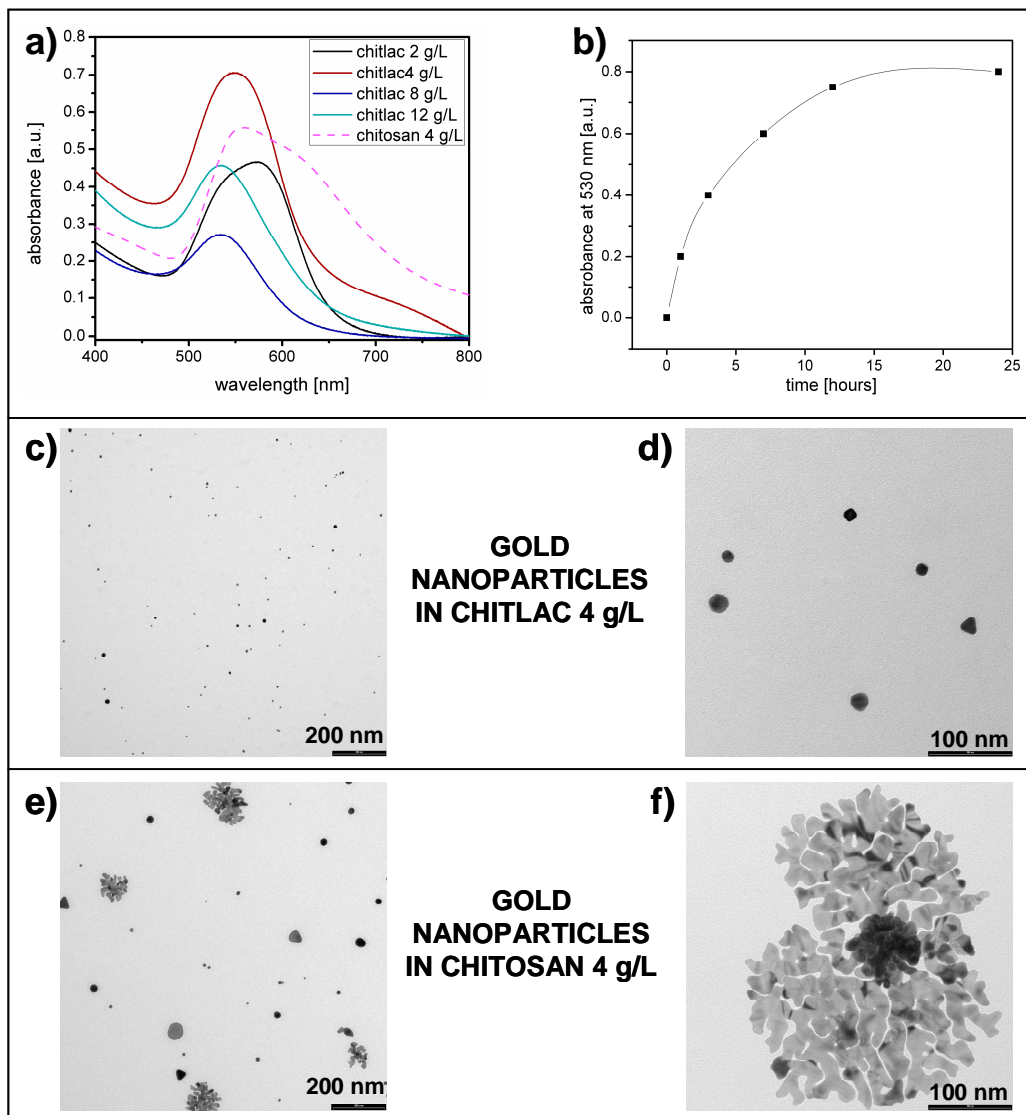 a)
chitlac 2 g/L
chitlac4 g/L
chitlac 8 g/L
chitlac 12 g/L
chitosan 4 g/L
absorbance [a.u.]
0.8
0.7
0.6
0.5
0.4
0.3
0.2
0.1
0.0
400
500
600
700
800
wavelength [nm]
b)
absrobance at 530 nm [a.u.]
0.8
0.6
0.4
0.2
0.0
0
5
10
15
20
25
time [hours]
c)
200 nm
GOLD
NANOPARTICLES
IN CHITLAC 4 g/L
d)
100 nm
e)
200 nm
GOLD
NANOPARTICLES
IN CHITOSAN 4 g/L
f)
100 nm